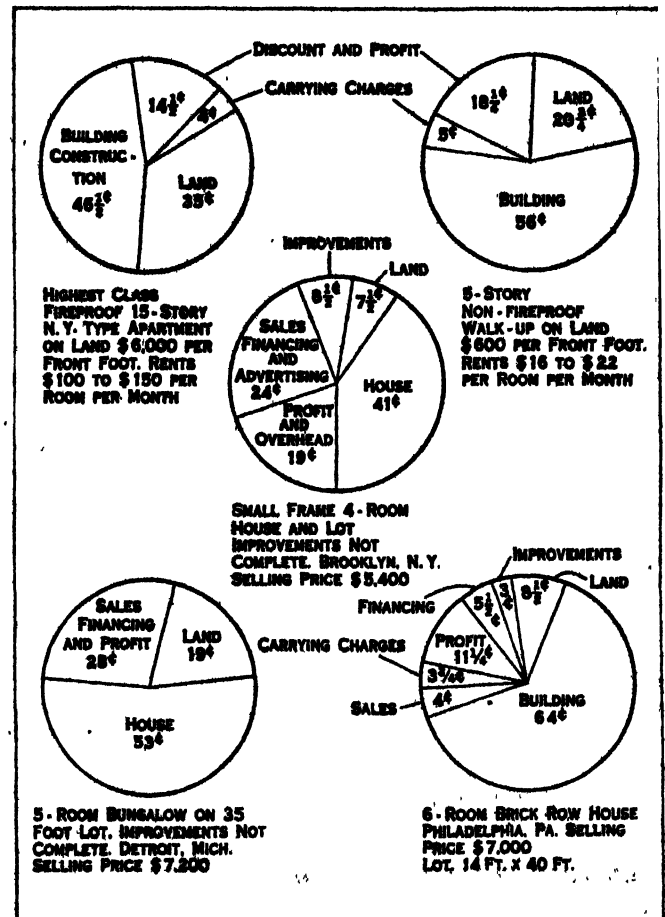 DISCOUNT AND PROFIT
CARRYING CHARGES
14½¢
4¢
BUILDING
CONSTRUC-
TION
46½¢
LAND
35¢
18½¢
5¢
LAND
20¾¢
BUILDING
56¢
HIGHEST CLASS
FIREPROOF 15-STORY
N.Y. TYPE APARTMENT
ON LAND $6,000 PER
FRONT FOOT. RENTS
$100 TO $150 PER
ROOM PER MONTH
5-STORY
NON-FIREPROOF
WALK-UP ON LAND
$600 PER FRONT FOOT.
RENTS $16 TO $22
PER ROOM PER MONTH
IMPROVEMENTS
LAND
8½¢
7½¢
SALES
FINANCING
AND
ADVERTISING
24¢
HOUSE
41¢
PROFIT
AND
OVERHEAD
19¢
SMALL FRAME 4-ROOM
HOUSE AND LOT
IMPROVEMENTS NOT
COMPLETE. BROOKLYN, N.Y.
SELLING PRICE $5,400
SALES
FINANCING
AND PROFIT
28¢
LAND
19¢
HOUSE
53¢
5-ROOM BUNGALOW ON 35
FOOT LOT. IMPROVEMENTS NOT
COMPLETE. DETROIT, MICH.
SELLING PRICE $7,200
IMPROVEMENTS
LAND
FINANCING
CARRYING CHARGES
SALES
5½¢
3¢
8½¢
PROFIT
11¼¢
3¾¢
4¢
BUILDING
64¢
6-ROOM BRICK ROW HOUSE
PHILADELPHIA, PA. SELLING
PRICE $7,000
LOT, 14 FT. X 40 FT.